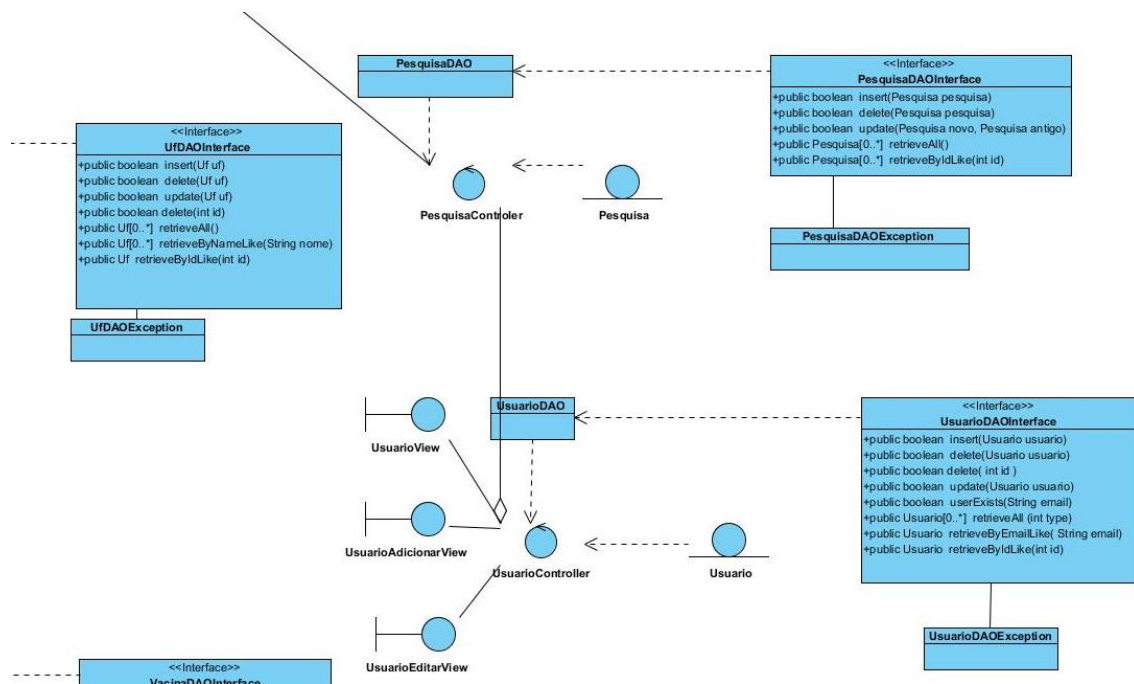 PesquisaDAO
<<Interface>>
PesquisaDAOInterface
+public boolean insert(Pesquisa pesquisa)
+public boolean delete(Pesquisa pesquisa)
+public boolean update(Pesquisa novo, Pesquisa antigo)
+public Pesquisa[0..*] retrieveAll()
+public Pesquisa[0..*] retrieveByIdLike(int id)
<<Interface>>
UfDAOInterface
+public boolean insert(Uf uf)
+public boolean delete(Uf uf)
+public boolean update(Uf uf)
+public boolean delete(int id)
+public Uf[0..*] retrieveAll()
+public Uf[0..*] retrieveByNameLike(String nome)
+public Uf retrieveByIdLike(int id)
PesquisaControler
Pesquisa
PesquisaDAOException
UfDAOException
UsuarioDAO
<<Interface>>
UsuarioDAOInterface
+public boolean insert(Usuario usuario)
+public boolean delete(Usuario usuario)
+public boolean delete( int id )
+public boolean update(Usuario usuario)
+public boolean userExists(String email)
+public Usuario[0..*] retrieveAll (int type)
+public Usuario retrieveByEmailLike( String email)
+public Usuario retrieveByIdLike(int id)
UsuarioView
UsuarioAdicionarView
UsuarioController
Usuario
UsuarioDAOException
UsuarioEditarView
<<Interface>>
VacinaDAOInterface